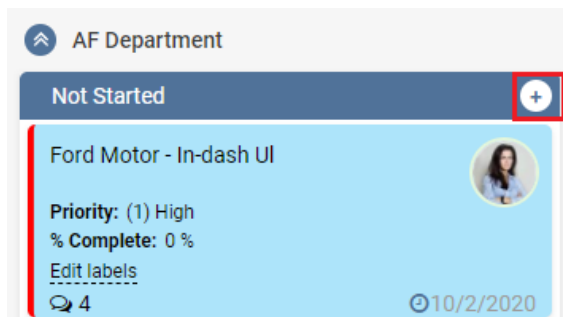 AF Department
Not Started
Ford Motor - In-dash UI
Priority: (1) High
% Complete: 0 %
Edit labels
4
10/2/2020